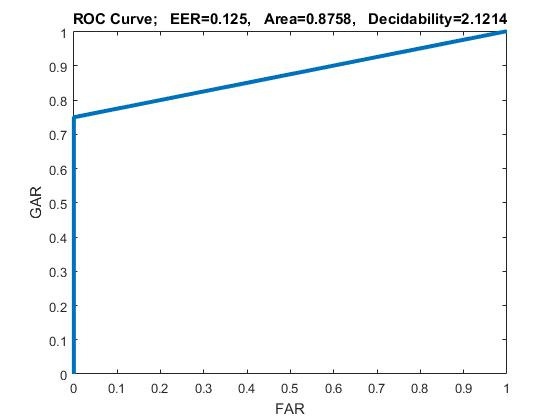 ROC Curve; EER=0.125, Area=0.8758, Decidability=2.1214
1
0.9
0.8
0.7
0.6
0.5
0.4
0.3
0.2
0.1
0
GAR
0 0.1 0.2 0.3 0.4 0.5 0.6 0.7 0.8 0.9 1
FAR